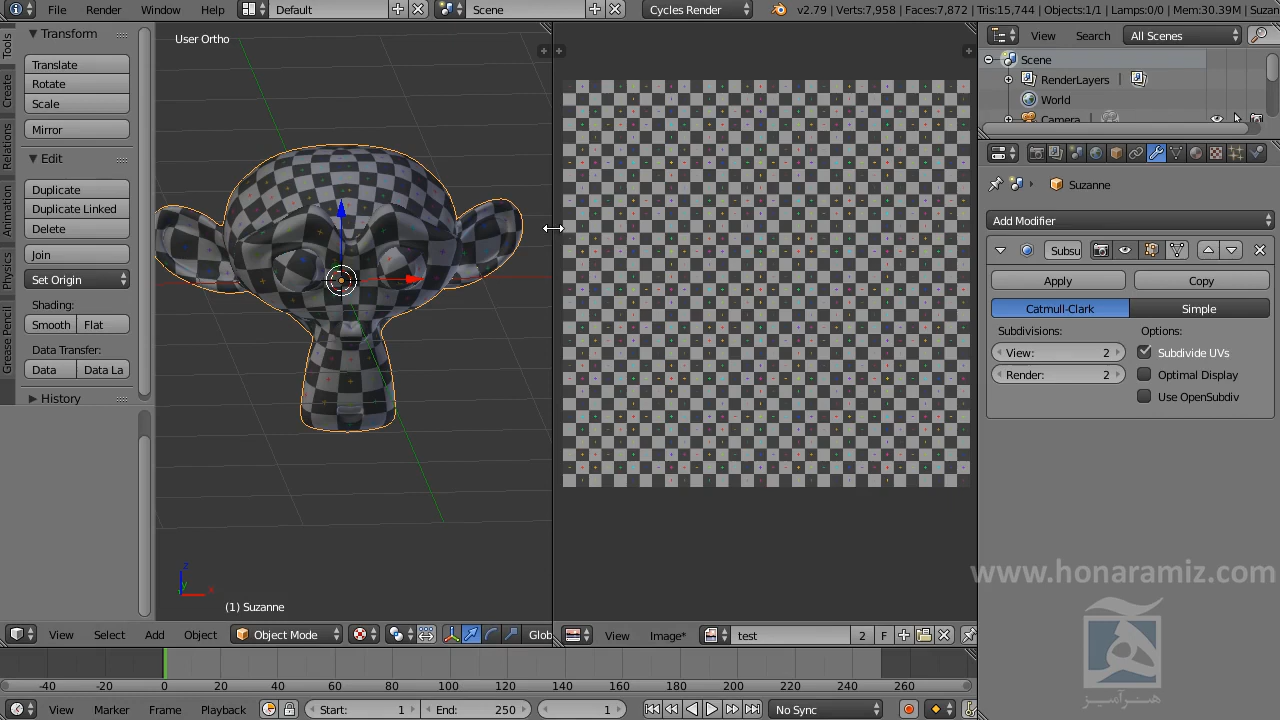 File Render Window Help Default Scene Cycles Render v2.79 | Verts:7,958 | Faces:7,872 | Tris:15,744 | Objects:1/1 | Lamps:0/0 | Mem:30.39M | Suzan
Tools
Create
Relations
Animation
Physics
Grease Pencil
Transform
Translate
Rotate
Scale
Mirror
Edit
Duplicate
Duplicate Linked
Delete
Join
Set Origin
Shading:
Smooth Flat
Data Transfer:
Data Data La
History
User Ortho
z
y
x
(1) Suzanne
View Select Add Object Object Mode Glob
View Image* test 2 F
View Search All Scenes
Scene
RenderLayers
World
Camera
Suzanne
Add Modifier
Subsu
Apply Copy
Catmull-Clark Simple
Subdivisions: Options:
View: 2 Subdivide UVs
Render: 2 Optimal Display
Use OpenSubdiv
www.honaramiz.com
هنرآمیز
-40 -20 0 20 40 60 80 100 120 140 160 180 200 220 240 260
View Marker Frame Playback Start: 1 End: 250 1 No Sync